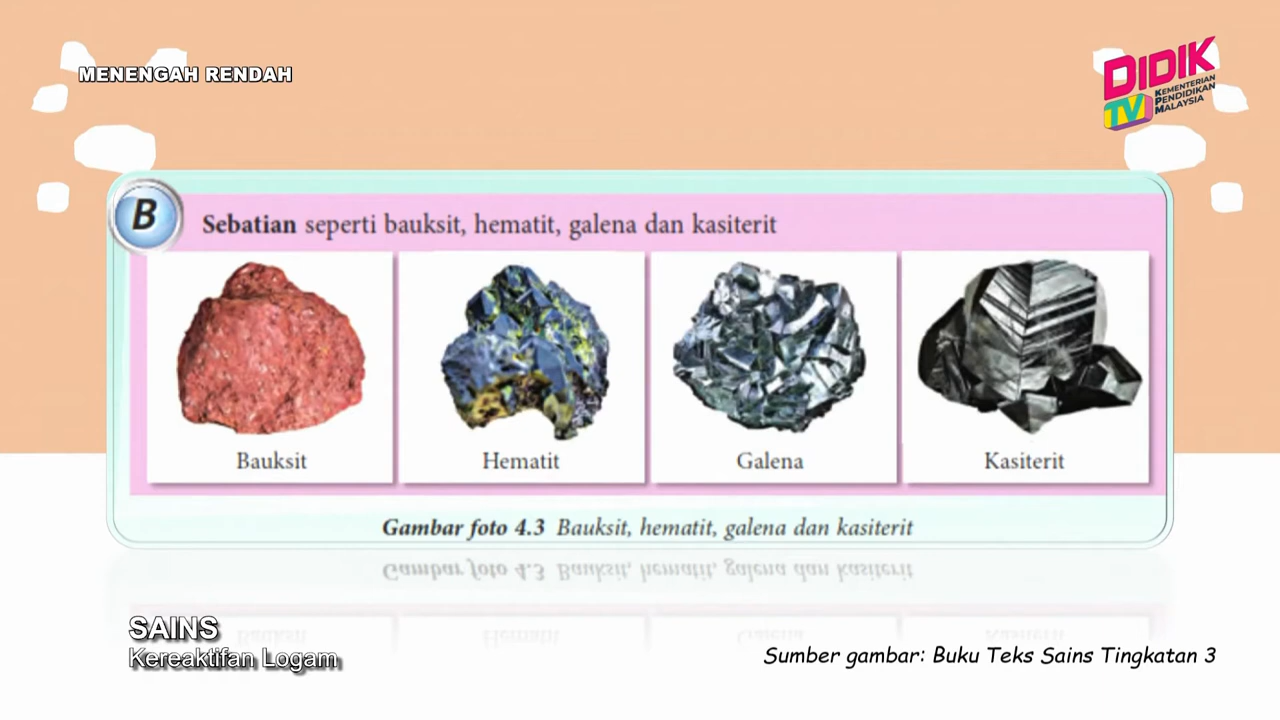 MENENGAH RENDAH
DIDIK
TV
KEMENTERIAN
PENDIDIKAN
MALAYSIA
B
Sebatian seperti bauksit, hematit, galena dan kasiterit
Bauksit
Hematit
Galena
Kasiterit
Gambar foto 4.3 Bauksit, hematit, galena dan kasiterit
SAINS
Kereaktifan Logam
Sumber gambar: Buku Teks Sains Tingkatan 3